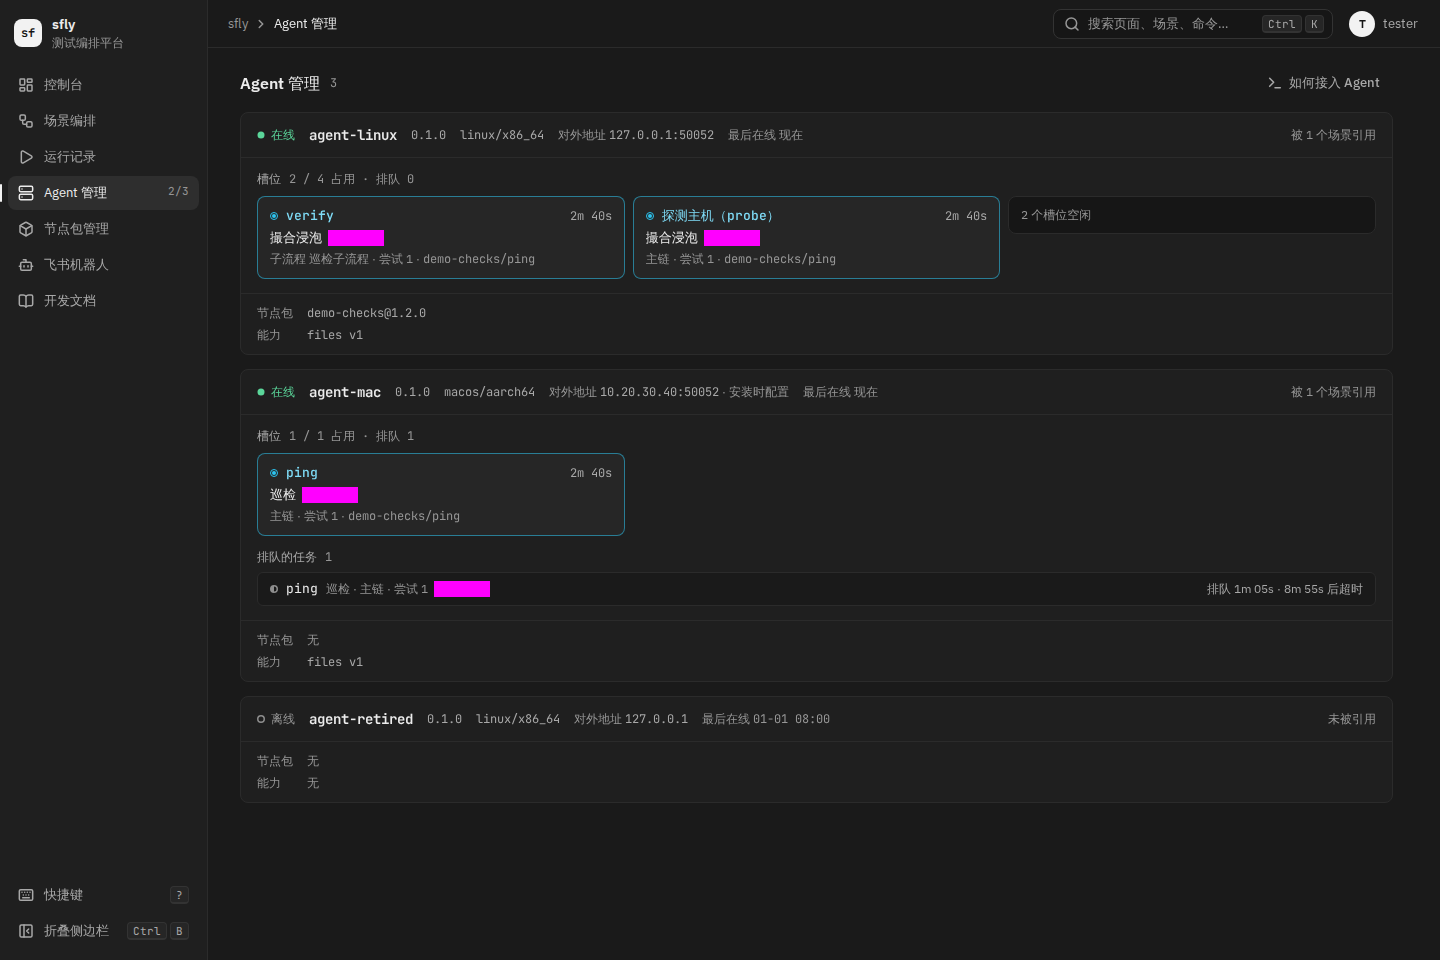 sf
sfly
测试编排平台
控制台
场景编排
运行记录
Agent 管理 2/3
节点包管理
飞书机器人
开发文档
快捷键 ?
折叠侧边栏 Ctrl B
sfly > Agent 管理
搜索页面、场景、命令... Ctrl K
T tester
Agent 管理 3
如何接入 Agent
在线 agent-linux 0.1.0 linux/x86_64 对外地址 127.0.0.1:50052 最后在线 现在 被 1 个场景引用
槽位 2 / 4 占用 · 排队 0
verify 2m 40s
撮合浸泡
子流程 巡检子流程 · 尝试 1 · demo-checks/ping
探测主机（probe） 2m 40s
撮合浸泡
主链 · 尝试 1 · demo-checks/ping
2 个槽位空闲
节点包 demo-checks@1.2.0
能力 files v1
在线 agent-mac 0.1.0 macos/aarch64 对外地址 10.20.30.40:50052 · 安装时配置 最后在线 现在 被 1 个场景引用
槽位 1 / 1 占用 · 排队 1
ping 2m 40s
巡检
主链 · 尝试 1 · demo-checks/ping
排队的任务 1
ping 巡检 · 主链 · 尝试 1 排队 1m 05s · 8m 55s 后超时
节点包 无
能力 files v1
离线 agent-retired 0.1.0 linux/x86_64 对外地址 127.0.0.1 最后在线 01-01 08:00 未被引用
节点包 无
能力 无